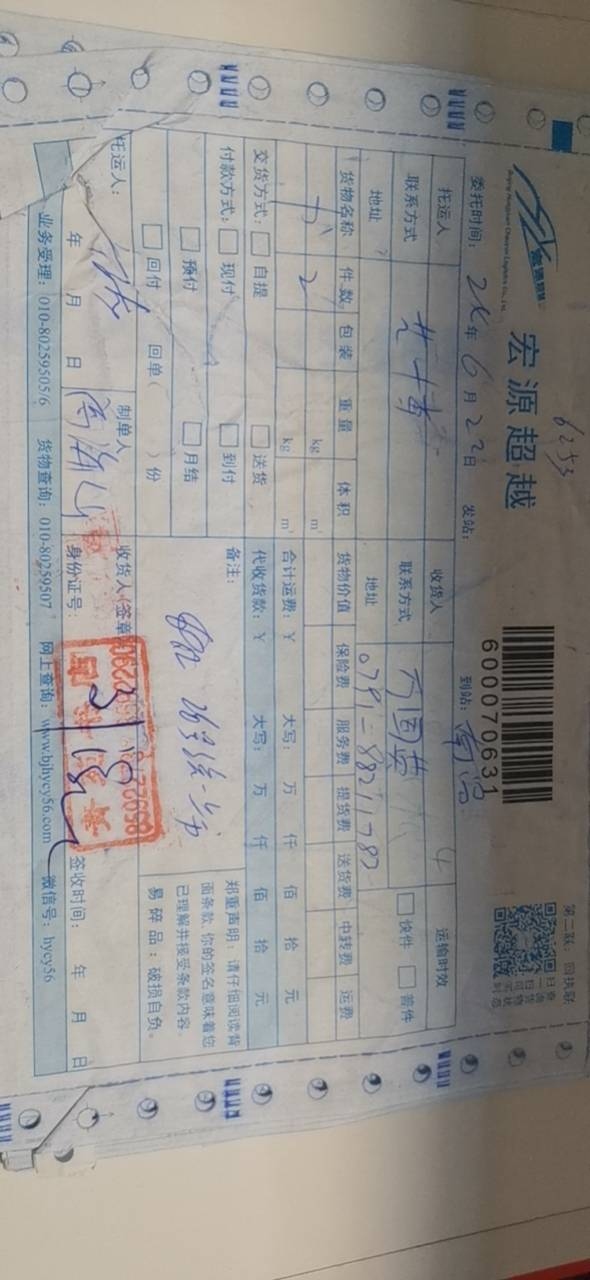 6253
宏源超越
宏源超越
600070631
第二联：回执联
委托时间：2 年 6 月 22 日 发站： 到站：南昌
托运人 收货人 运输时效
联系方式 联系方式 万国 快件 普件
地址 地址 0791-88211782
货物名称 件数 包装 重量 体积 货物价值 保险费 服务费 提货费 送货费 中转费 运费
2 kg m³
kg m³ 合计运费：￥ 大写： 万 仟 佰 拾 元
交货方式： 自提 送货 代收货款：￥ 大写： 万 仟 佰 拾 元
付款方式： 现付 到付 备注：
预付 月结
回付 回单（ ）份
郑重声明：请仔细阅读背
面条款，你的签名意味着您
已理解并接受条款内容。
易碎品：破损自负。
托运人： 制单人 收货人（签章
年 月 日 身份证号： 签收时间： 年 月 日
业务受理：010-80259505/6 货物查询：010-80259507 网上查询：www.bjhycy56.com 微信号：hycy56